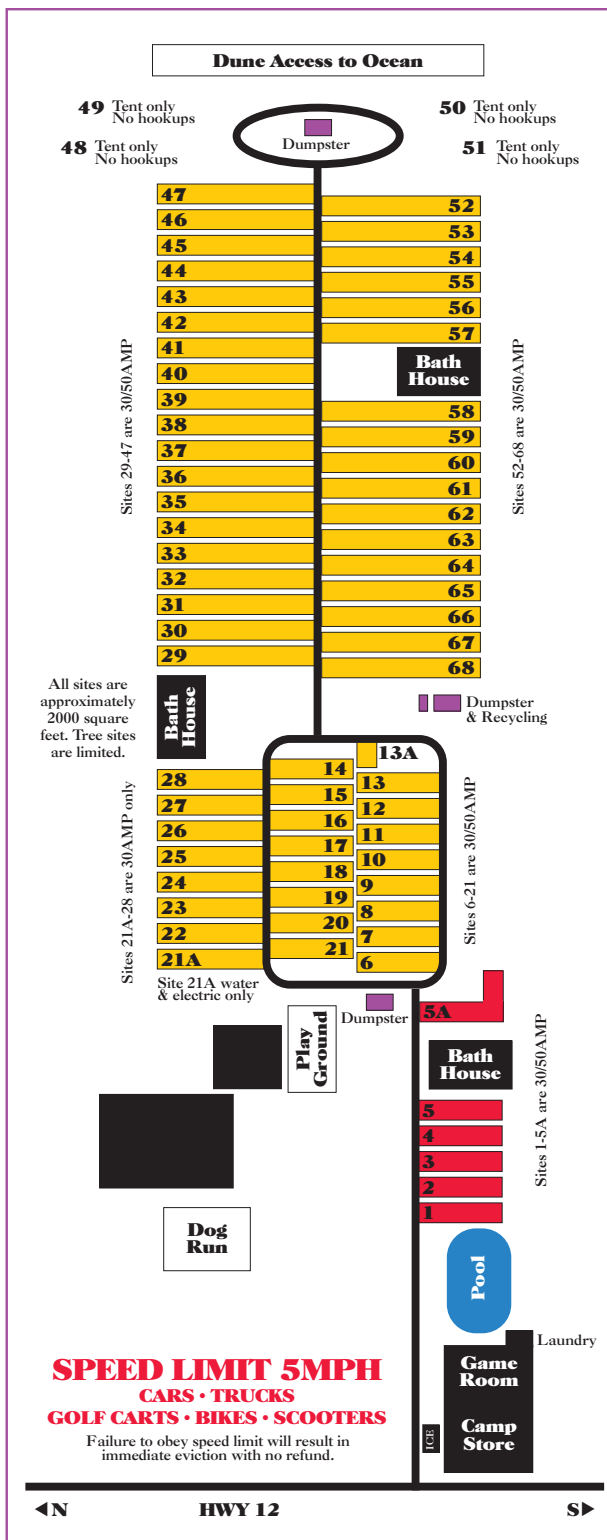 Dune Access to Ocean
49 Tent only
No hookups
48 Tent only
No hookups
Dumpster
50 Tent only
No hookups
51 Tent only
No hookups
47
46
45
44
43
42
41
40
39
38
37
36
35
34
33
32
31
30
29
Sites 29-47 are 30/50AMP
52
53
54
55
56
57
Bath
House
58
59
60
61
62
63
64
65
66
67
68
Sites 52-68 are 30/50AMP
All sites are
approximately
2000 square
feet. Tree sites
are limited.
Bath
House
Dumpster
& Recycling
28
27
26
25
24
23
22
21A
Sites 21A-28 are 30AMP only
Site 21A water
& electric only
14
15
16
17
18
19
20
21
13A
13
12
11
10
9
8
7
6
Sites 6-21 are 30/50AMP
Dumpster
Play
Ground
5A
Bath
House
5
4
3
2
1
Sites 1-5A are 30/50AMP
Dog
Run
Pool
Laundry
Game
Room
Camp
Store
ICE
SPEED LIMIT 5MPH
CARS • TRUCKS
GOLF CARTS • BIKES • SCOOTERS
Failure to obey speed limit will result in
immediate eviction with no refund.
◀N HWY 12 S▶